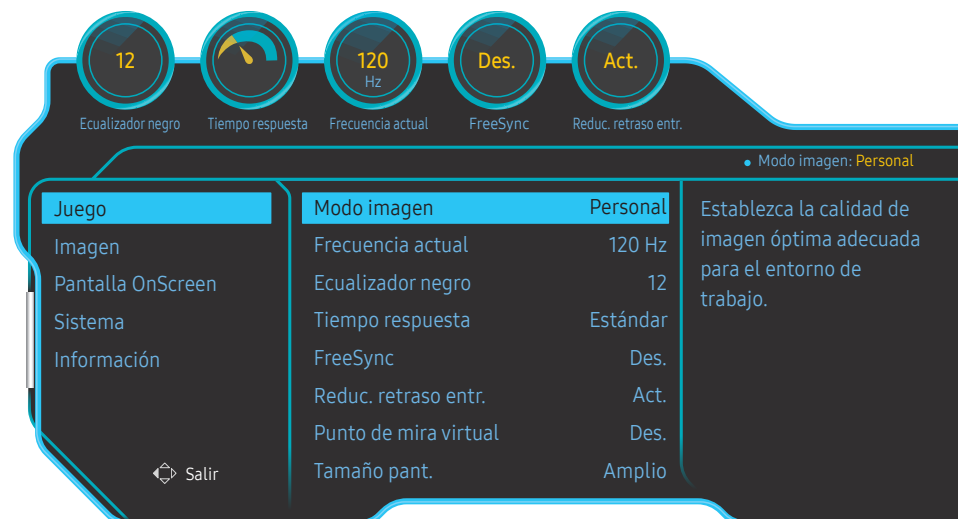 12
120
Hz
Des.
Act.
Ecualizador negro
Tiempo respuesta
Frecuencia actual
FreeSync
Reduc. retraso entr.
Modo imagen: Personal
Juego
Imagen
Pantalla OnScreen
Sistema
Información
Salir
Modo imagen Personal
Frecuencia actual 120 Hz
Ecualizador negro 12
Tiempo respuesta Estándar
FreeSync Des.
Reduc. retraso entr. Act.
Punto de mira virtual Des.
Tamaño pant. Amplio
Establezca la calidad de
imagen óptima adecuada
para el entorno de
trabajo.